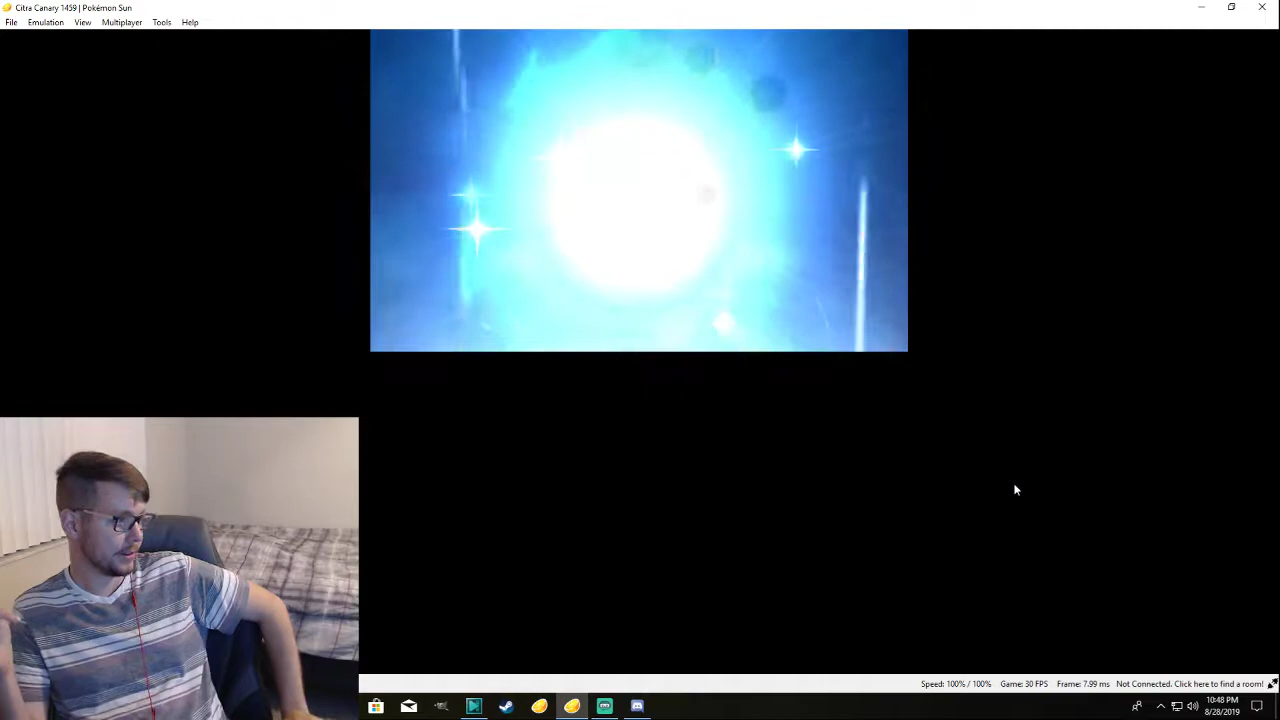 Citra Canary 1459 | Pokémon Sun
File Emulation View Multiplayer Tools Help
Speed: 100% / 100% Game: 30 FPS Frame: 7.99 ms Not Connected. Click here to find a room!
10:48 PM
8/28/2019